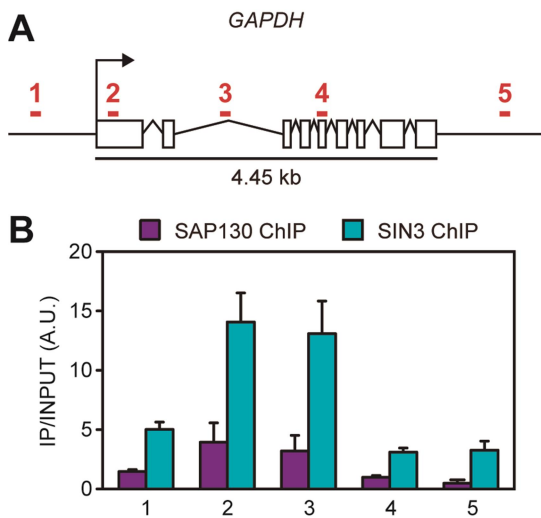 A
GAPDH
1 2 3 4 5
4.45 kb
B
SAP130 ChIP SIN3 ChIP
IP/INPUT (A.U.)
20
15
10
5
0
1 2 3 4 5